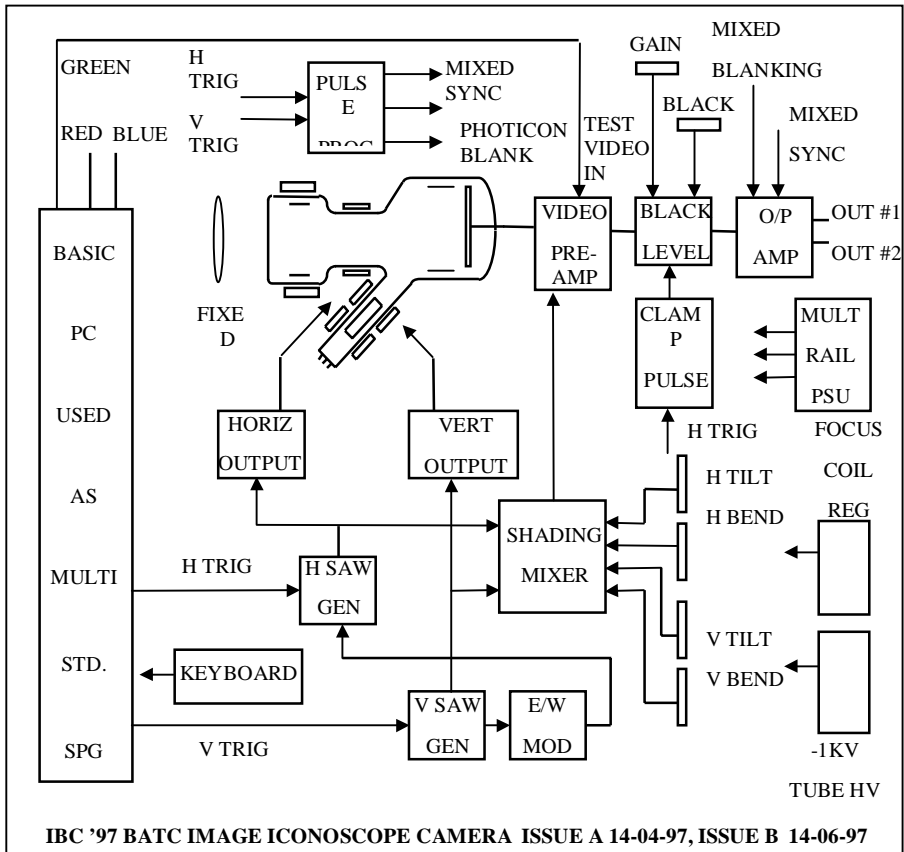 GREEN
RED BLUE
H
TRIG
V
TRIG
PULS
E
MIXED
SYNC
PHOTICON
BLANK
TEST
VIDEO
IN
GAIN
BLACK
MIXED
BLANKING
MIXED
SYNC
VIDEO
PRE-
AMP
BLACK
LEVEL
O/P
AMP
OUT #1
OUT #2
FIXE
D
CLAM
P
PULSE
H TRIG
MULT
RAIL
PSU
FOCUS
COIL
REG
BASIC
PC
USED
AS
MULTI
STD.
SPG
HORIZ
OUTPUT
VERT
OUTPUT
SHADING
MIXER
H TILT
H BEND
V TILT
V BEND
H TRIG
H SAW
GEN
KEYBOARD
V TRIG
V SAW
GEN
E/W
MOD
-1KV
TUBE HV
IBC ’97 BATC IMAGE ICONOSCOPE CAMERA ISSUE A 14-04-97, ISSUE B 14-06-97